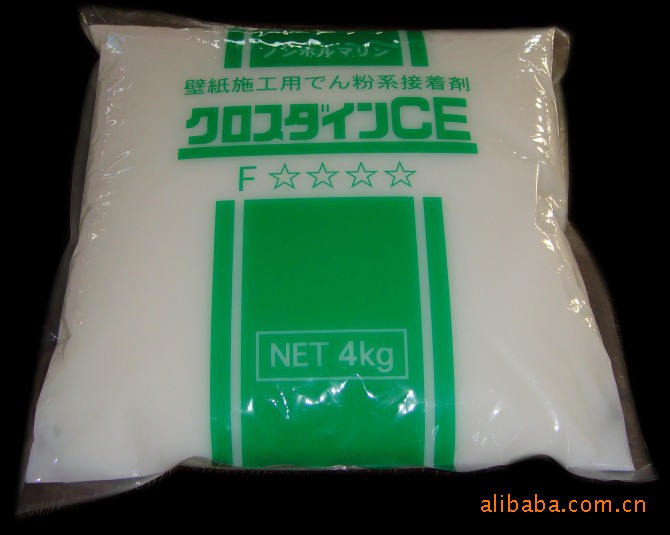 ノンホルマリン
壁紙施工用でん粉系接着剤
クロスダインCE
F☆☆☆☆
NET 4kg
alibaba.com.cn